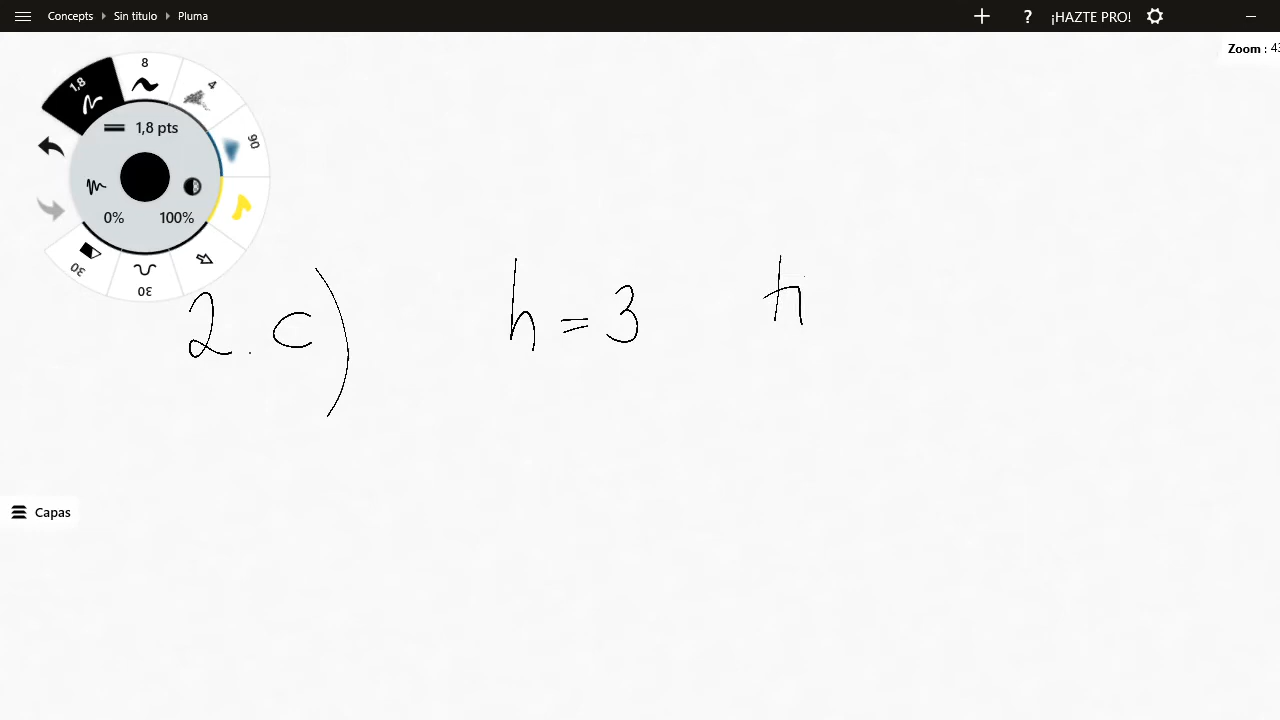 Concepts Sin título Pluma ? ¡HAZTE PRO!
Zoom : 43
1,8 8 4 90
1,8 pts
0% 100%
30 30
2. c) h = 3
Capas